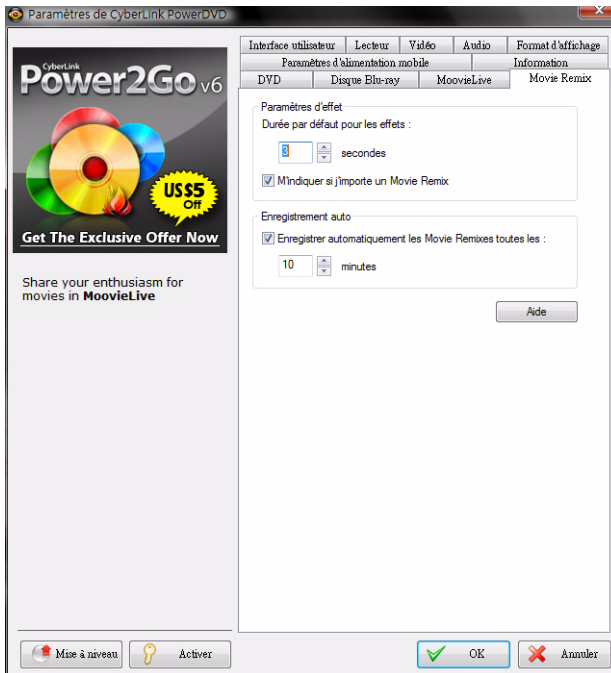 Paramètres de CyberLink PowerDVD
CyberLink
Power2Go v6
US$5
Off
Get The Exclusive Offer Now
Share your enthusiasm for
movies in MoovieLive
Interface utilisateur Lecteur Vidéo Audio Format d'affichage
Paramètres d'alimentation mobile Information
DVD Disque Blu-ray MoovieLive Movie Remix
Paramètres d'effet
Durée par défaut pour les effets :
3 secondes
M'indiquer si j'importe un Movie Remix
Enregistrement auto
Enregistrer automatiquement les Movie Remixes toutes les :
10 minutes
Aide
Mise à niveau Activer OK Annuler